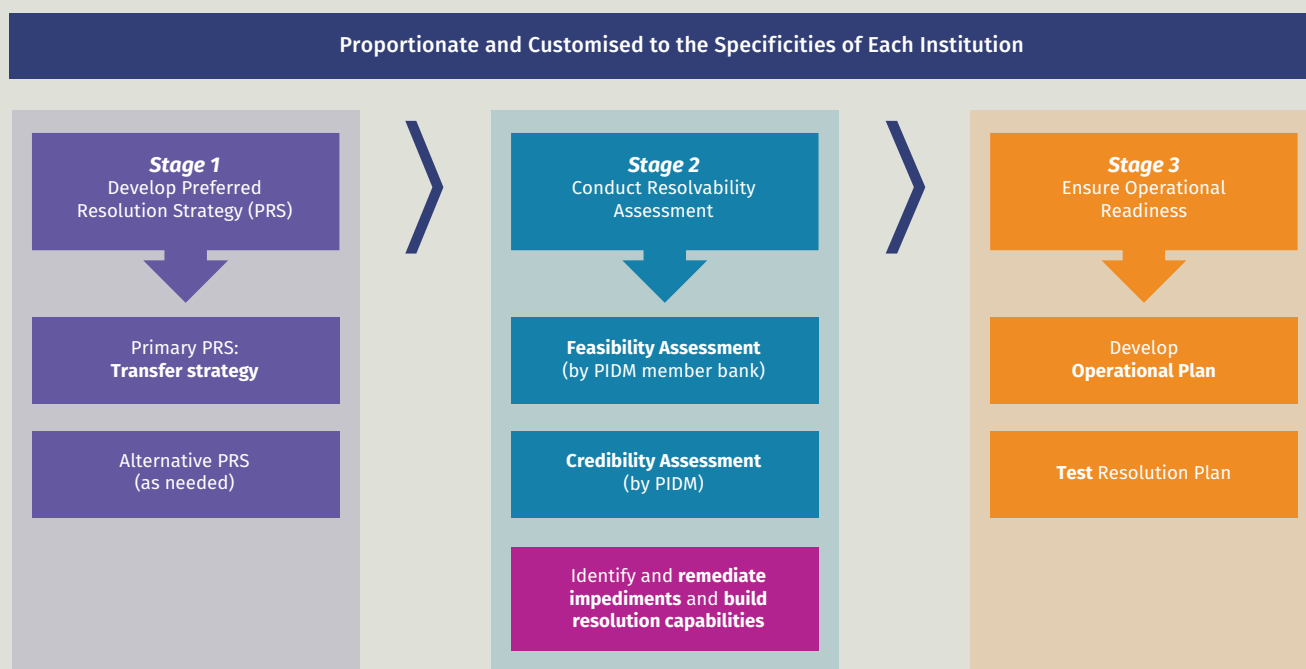 Proportionate and Customised to the Specificities of Each Institution
Stage 1
Develop Preferred
Resolution Strategy (PRS)
Primary PRS:
Transfer strategy
Alternative PRS
(as needed)
Stage 2
Conduct Resolvability
Assessment
Feasibility Assessment
(by PIDM member bank)
Credibility Assessment
(by PIDM)
Identify and remediate
impediments and build
resolution capabilities
Stage 3
Ensure Operational
Readiness
Develop
Operational Plan
Test Resolution Plan